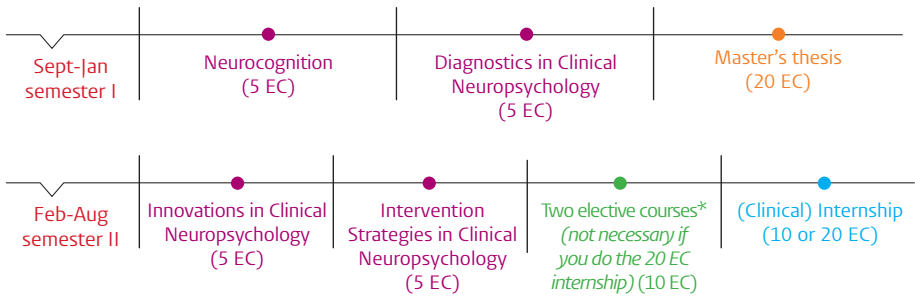 Sept-Jan
semester I
Neurocognition
(5 EC)
Diagnostics in Clinical
Neuropsychology
(5 EC)
Master's thesis
(20 EC)
Feb-Aug
semester II
Innovations in Clinical
Neuropsychology
(5 EC)
Intervention
Strategies in Clinical
Neuropsychology
(5 EC)
Two elective courses*
(not necessary if
you do the 20 EC
internship) (10 EC)
(Clinical) Internship
(10 or 20 EC)